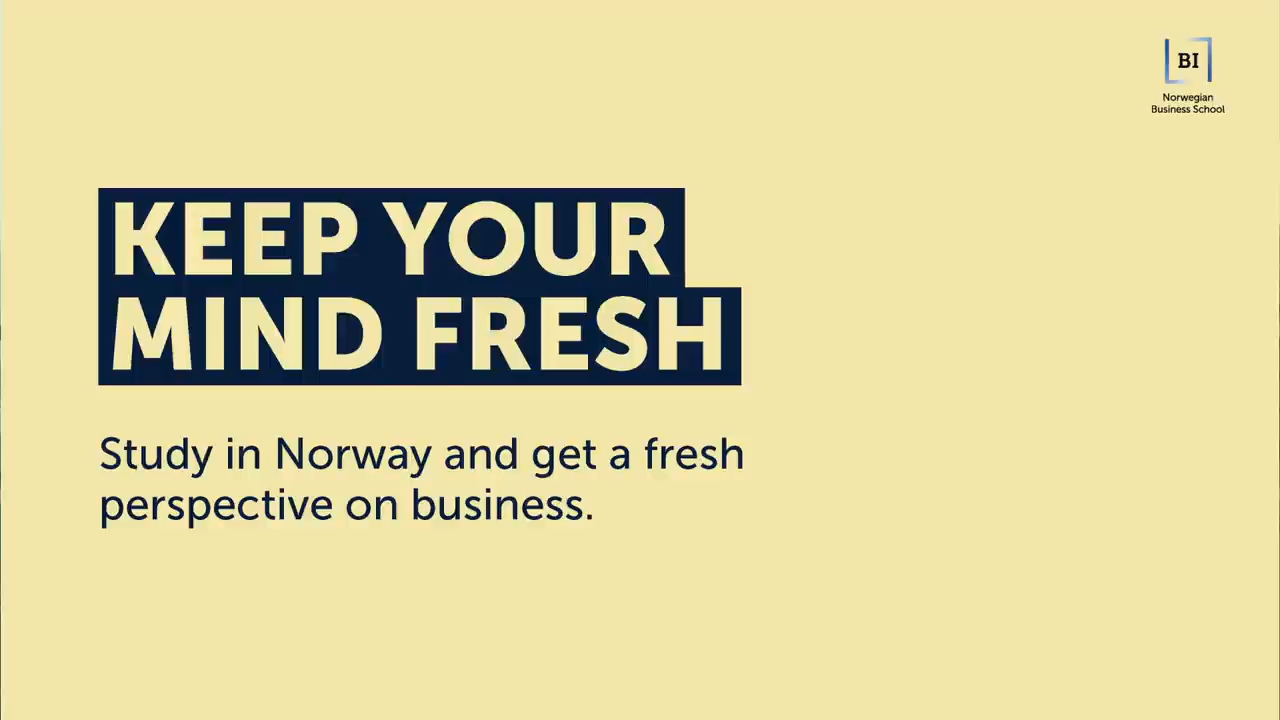 BI
Norwegian
Business School
KEEP YOUR
MIND FRESH
Study in Norway and get a fresh
perspective on business.